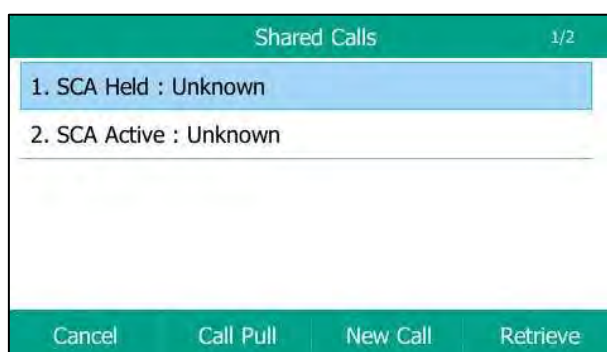 Shared Calls 1/2
1. SCA Held : Unknown
2. SCA Active : Unknown
Cancel Call Pull New Call Retrieve